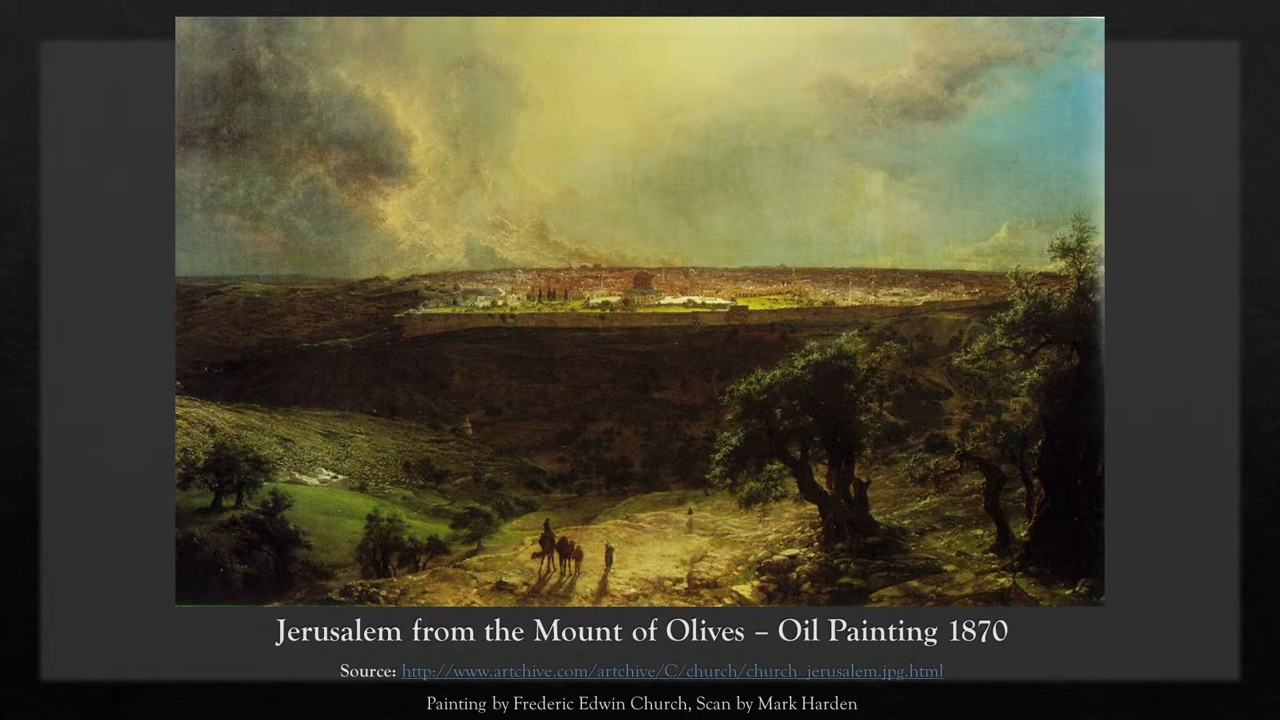 Jerusalem from the Mount of Olives – Oil Painting 1870
Source: http://www.artchive.com/artchive/C/church/church_jerusalem.jpg.html
Painting by Frederic Edwin Church, Scan by Mark Harden